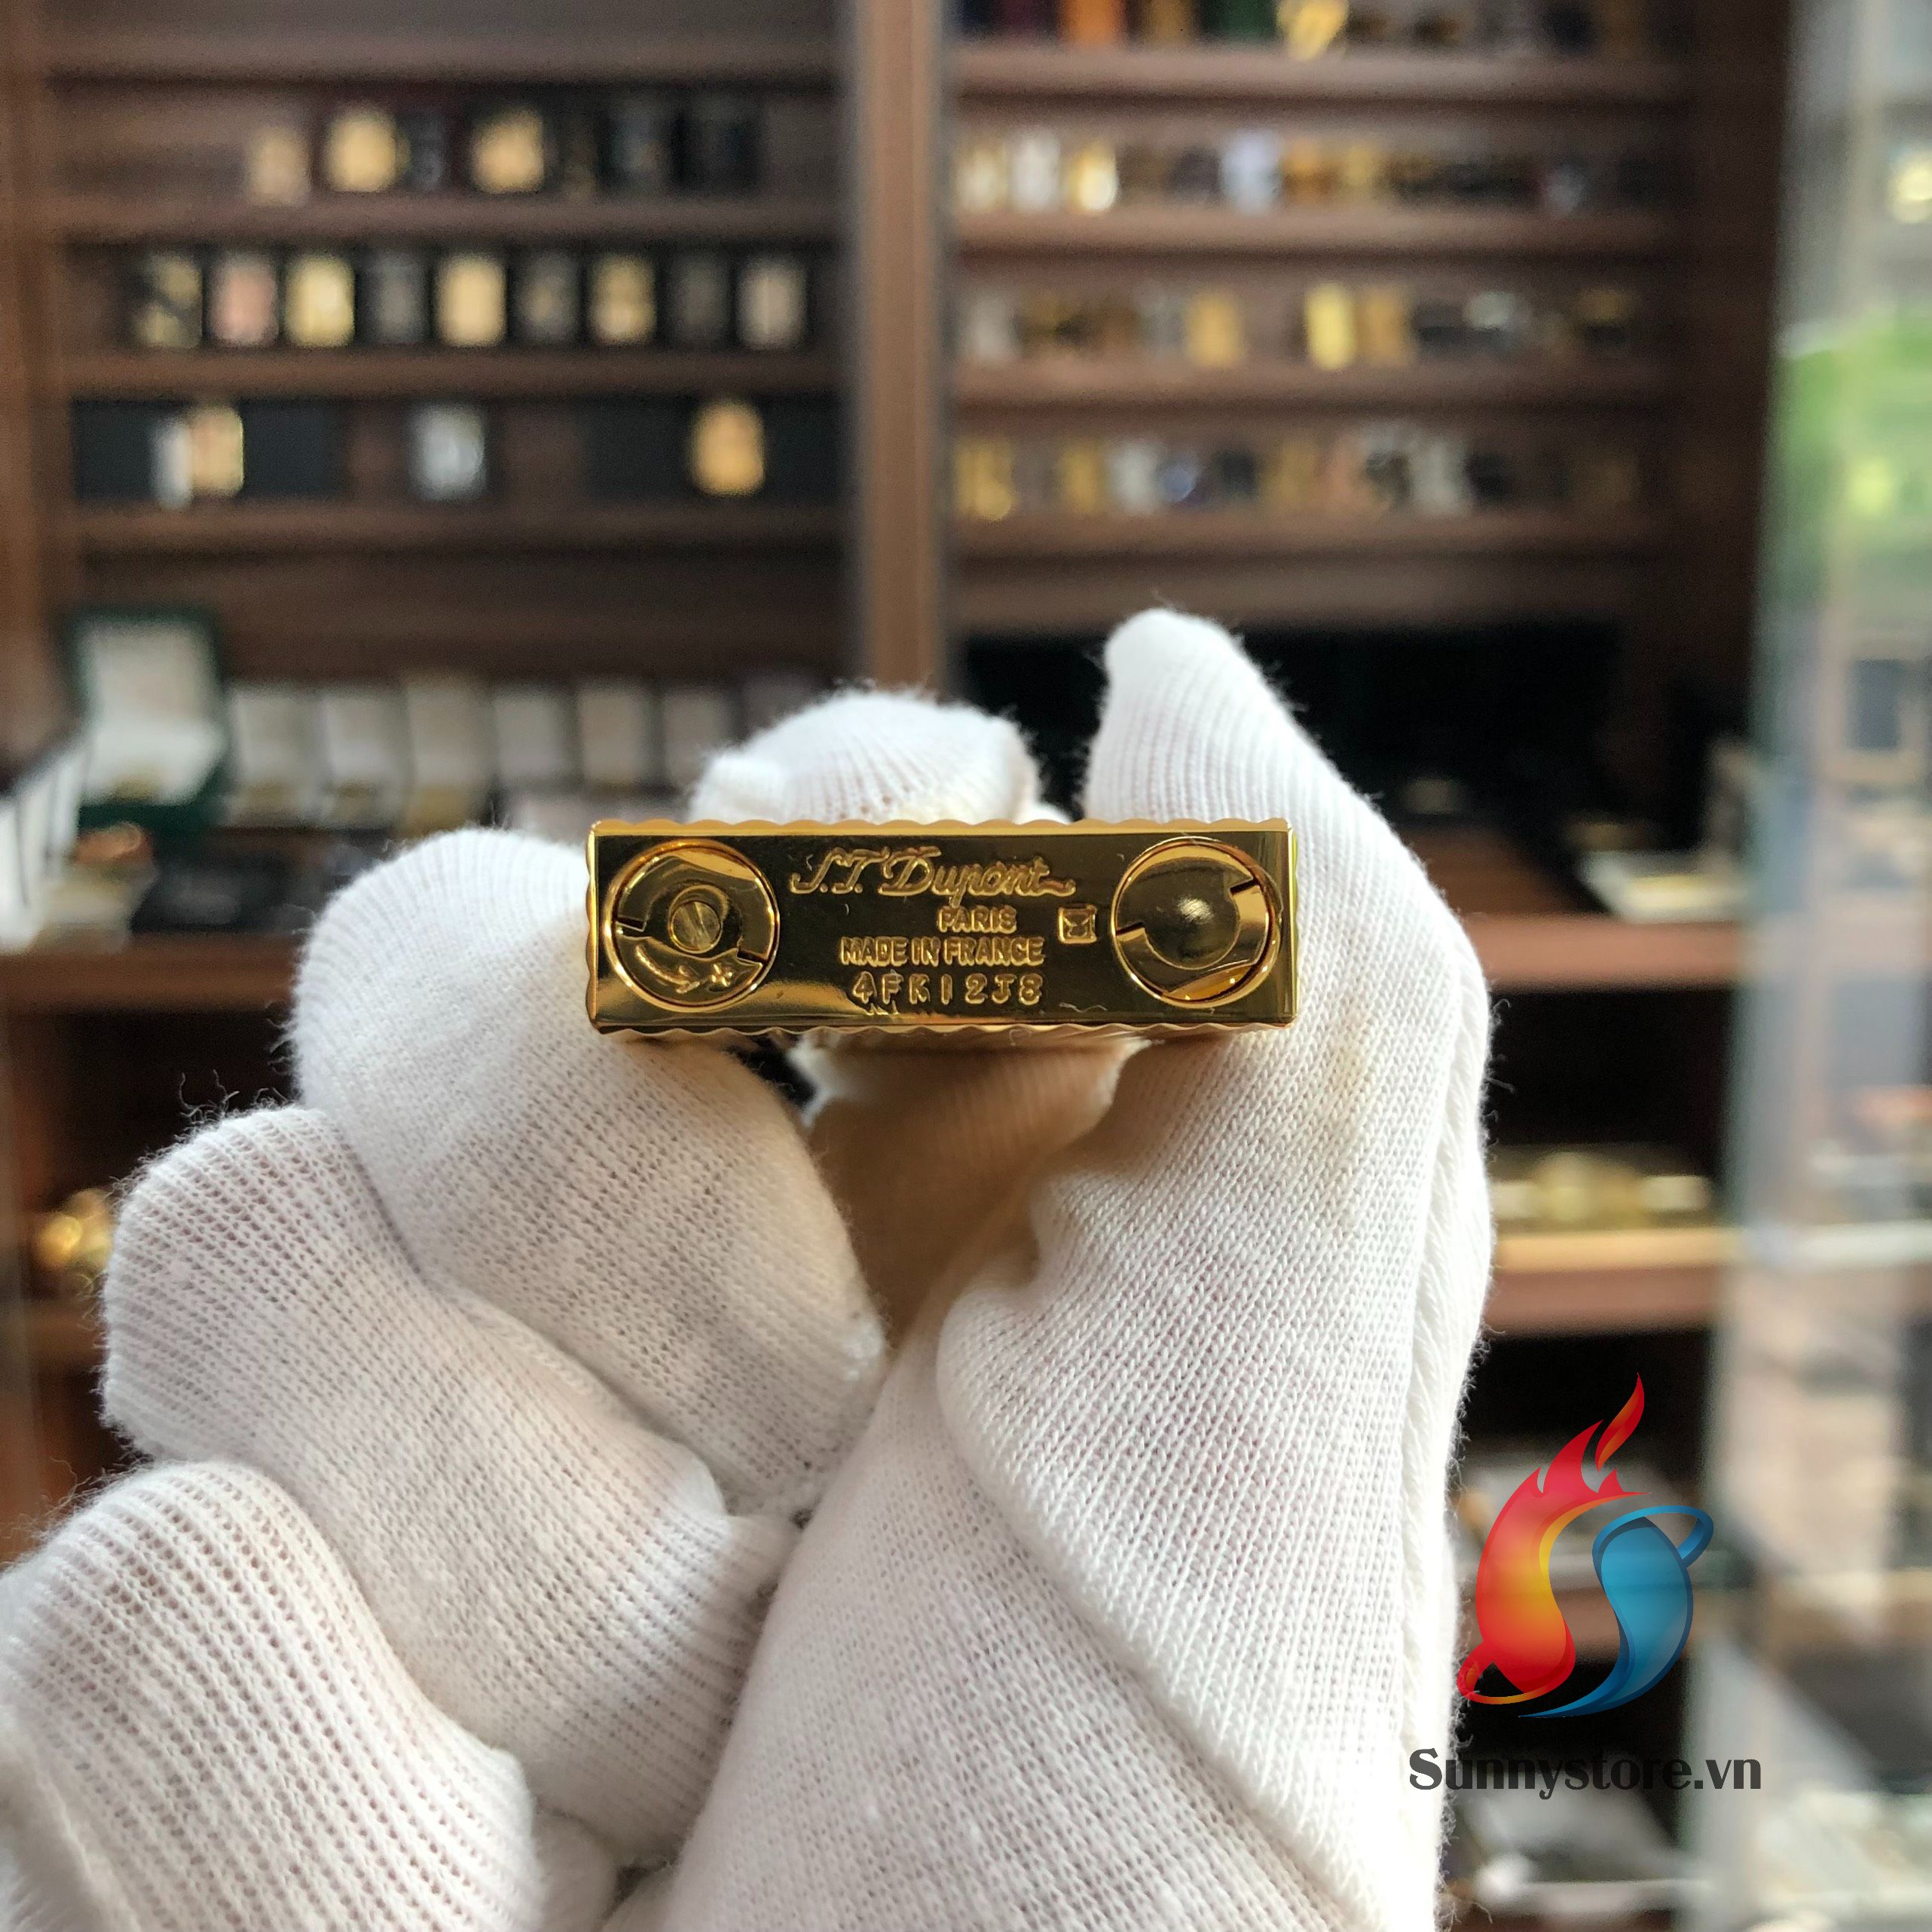 S.T. Dupont
PARIS
MADE IN FRANCE
4FK12J8
Sunnystore.vn